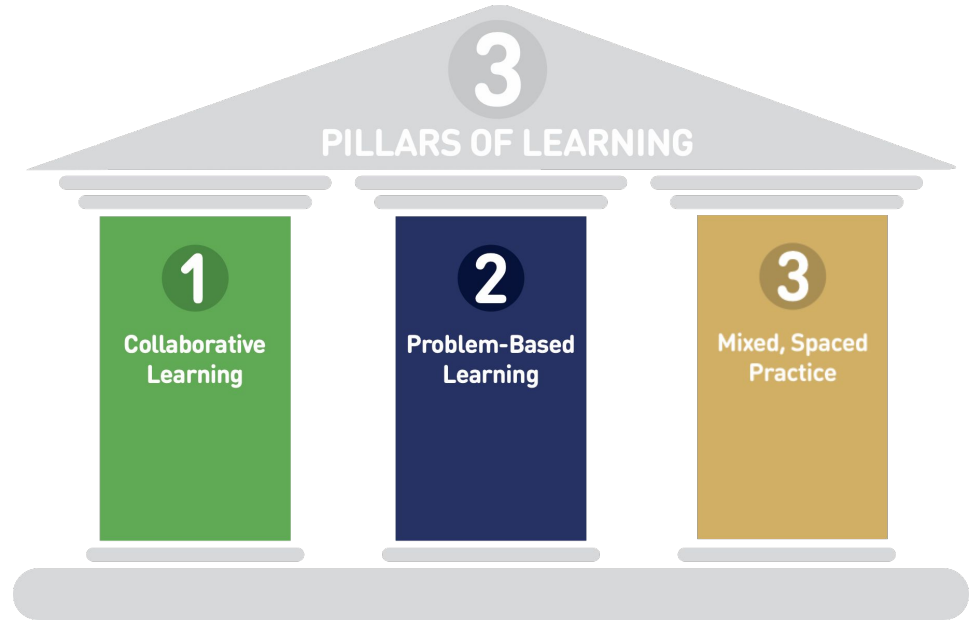 3
PILLARS OF LEARNING
1
Collaborative
Learning
2
Problem-Based
Learning
3
Mixed, Spaced
Practice